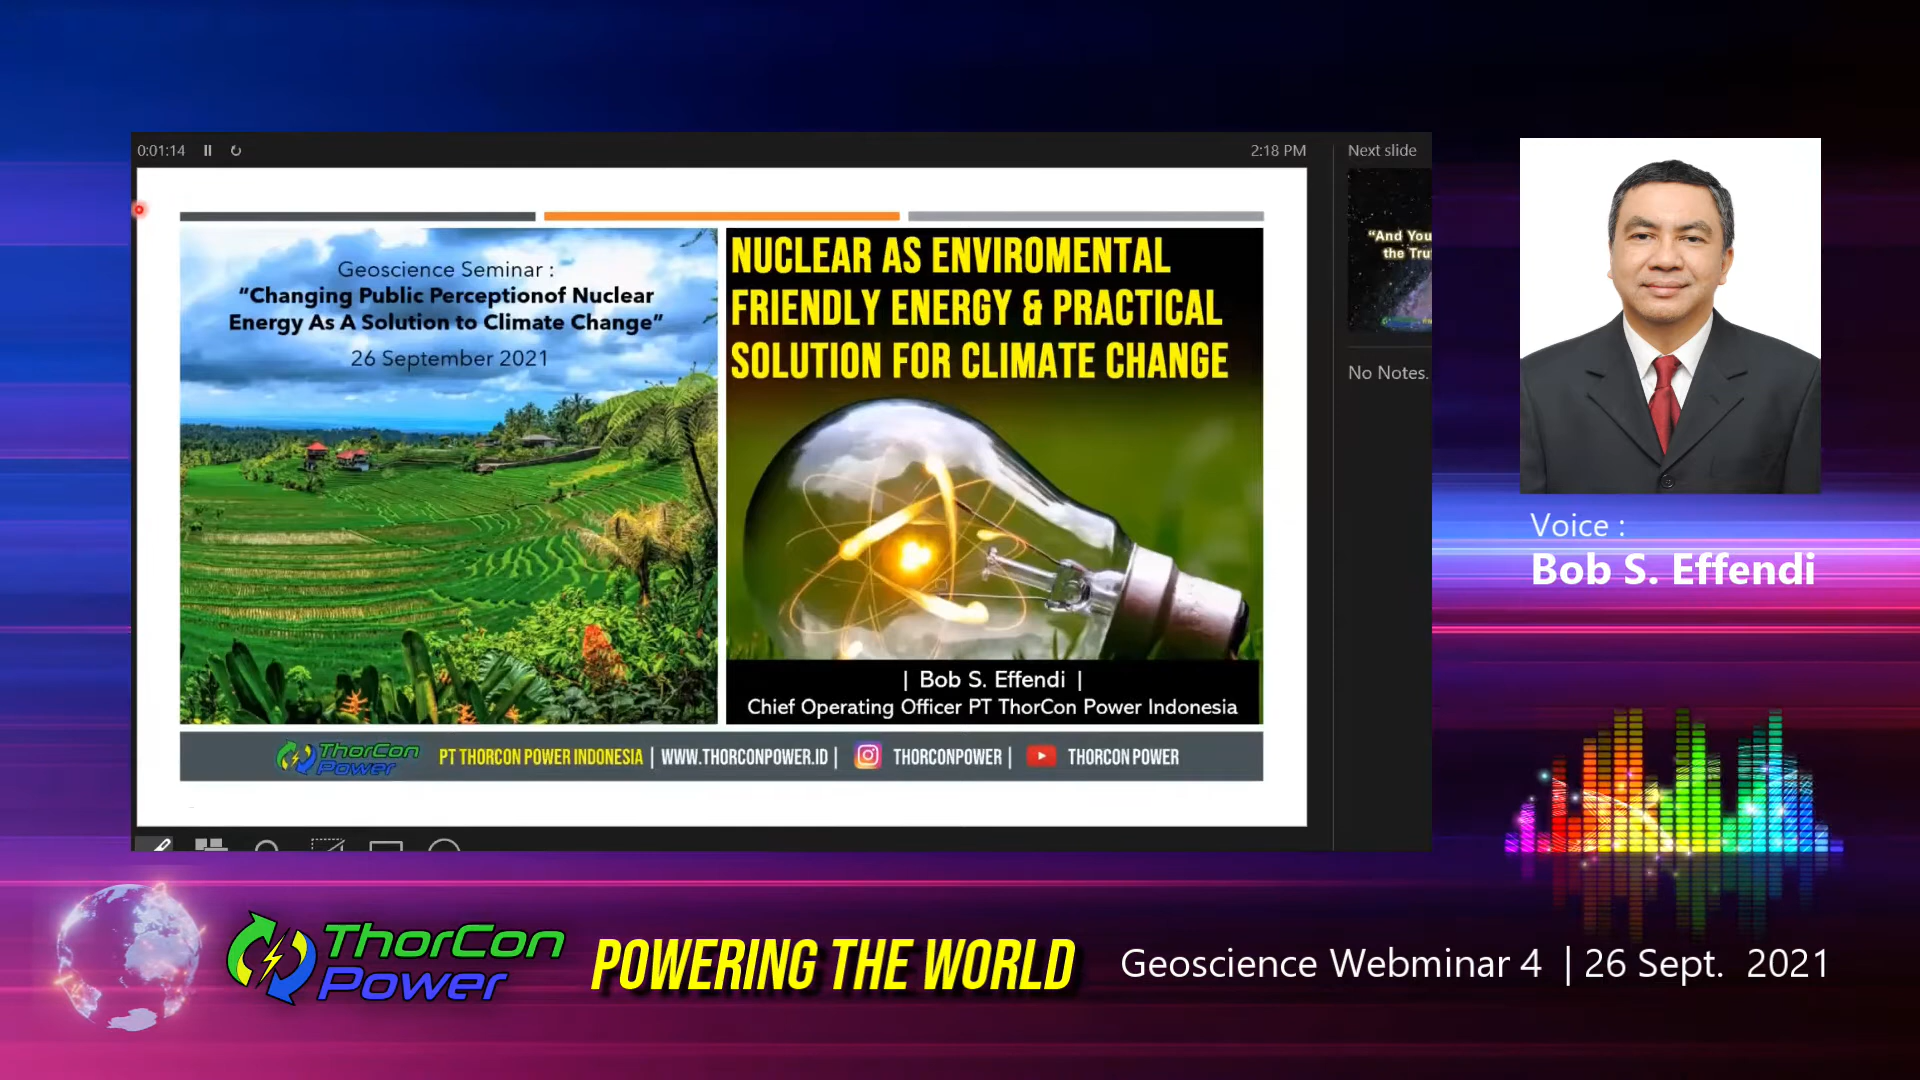 0:01:14
2:18 PM
Next slide
Geoscience Seminar :
“Changing Public Perceptionof Nuclear
Energy As A Solution to Climate Change”
26 September 2021
NUCLEAR AS ENVIROMENTAL
FRIENDLY ENERGY & PRACTICAL
SOLUTION FOR CLIMATE CHANGE
| Bob S. Effendi |
Chief Operating Officer PT ThorCon Power Indonesia
ThorCon
Power
PT THORCON POWER INDONESIA | WWW.THORCONPOWER.ID |
THORCONPOWER |
THORCON POWER
“And You
the Tru
No Notes.
Voice :
Bob S. Effendi
ThorCon
Power
POWERING THE WORLD
Geoscience Webminar 4 | 26 Sept. 2021